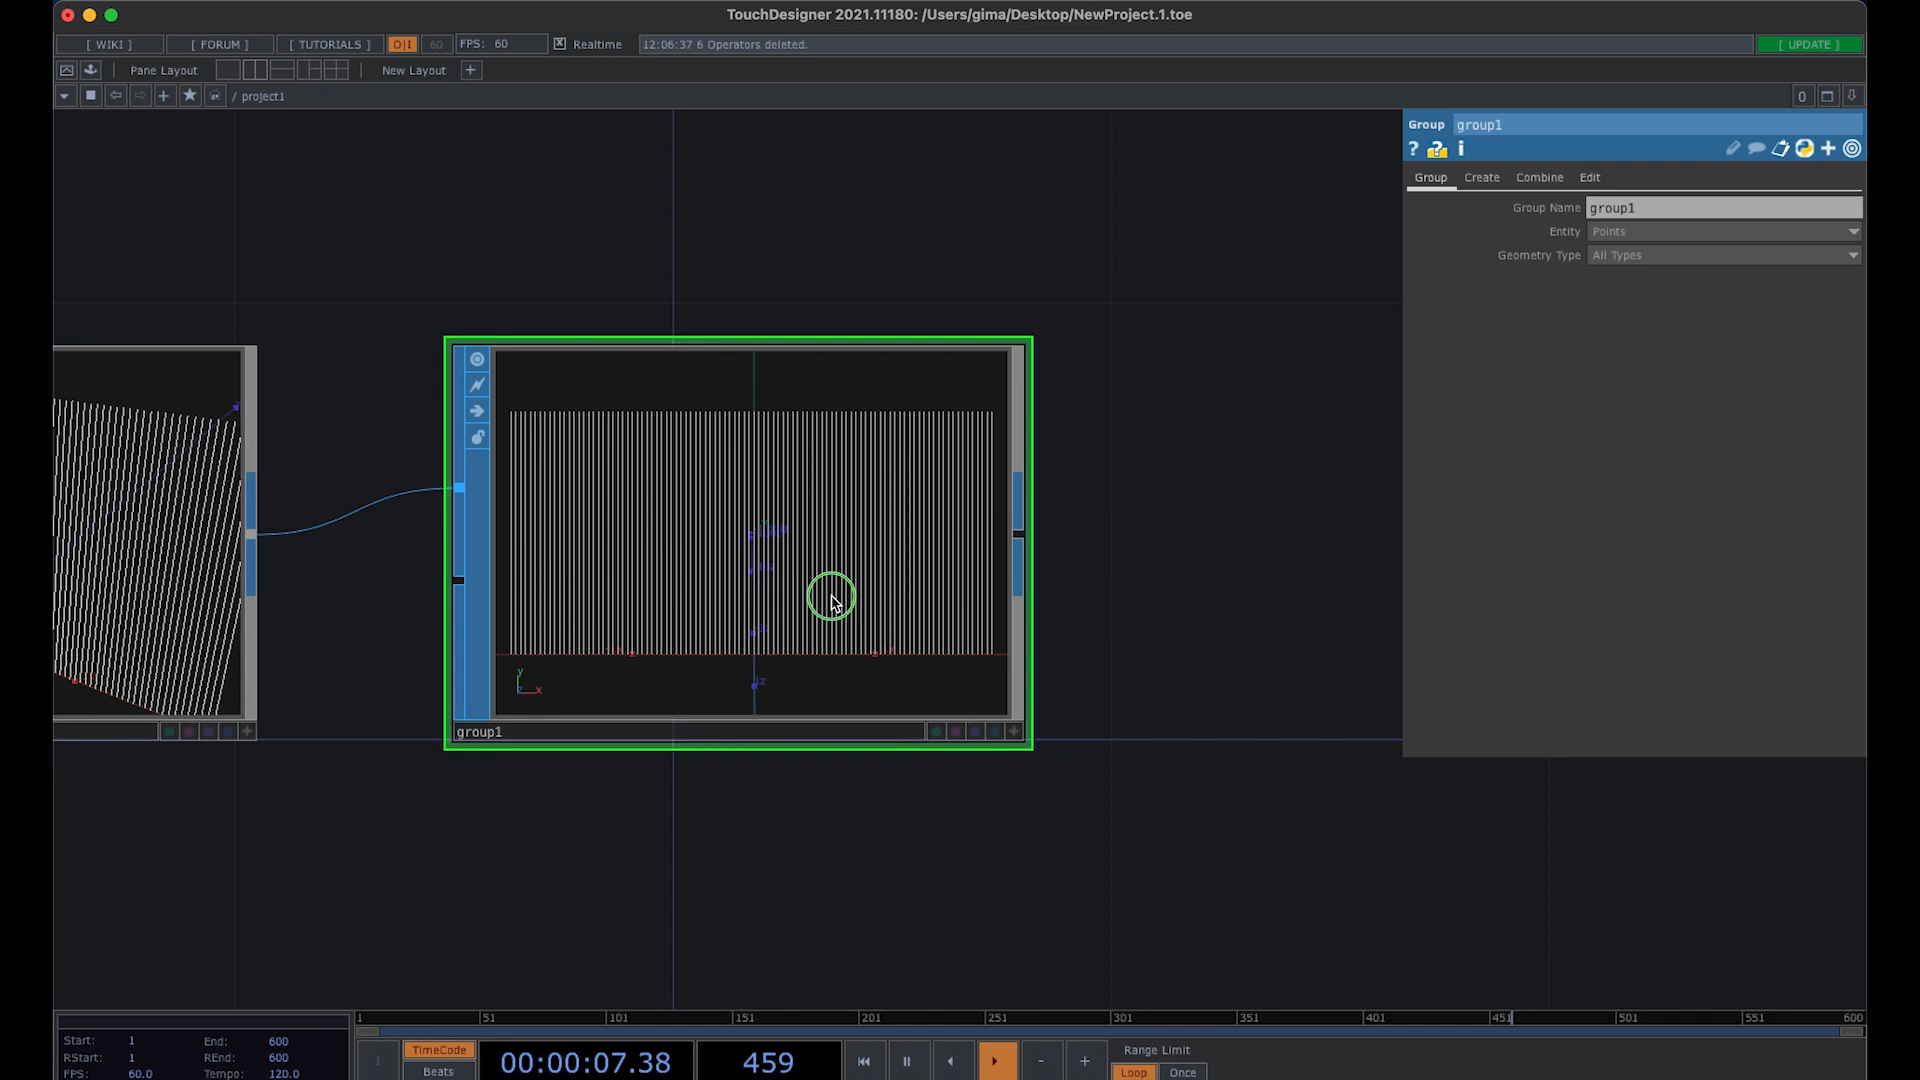 TouchDesigner 2021.11180: /Users/gima/Desktop/NewProject.1.toe
[ WIKI ] [ FORUM ] [ TUTORIALS ] O|I 60 FPS: 60 Realtime 12:06:37 6 Operators deleted. [ UPDATE ]
Pane Layout New Layout +
/ project1 0
Group group1
? ? i
Group Create Combine Edit
Group Name group1
Entity Points
Geometry Type All Types
y
x
1z
group1
1 51 101 151 201 251 301 351 401 451 501 551 600
Start: 1 End: 600
RStart: 1 REnd: 600
FPS: 60.0 Tempo: 120.0
1 TimeCode
Beats
00:00:07.38 459
- +
Range Limit
Loop Once